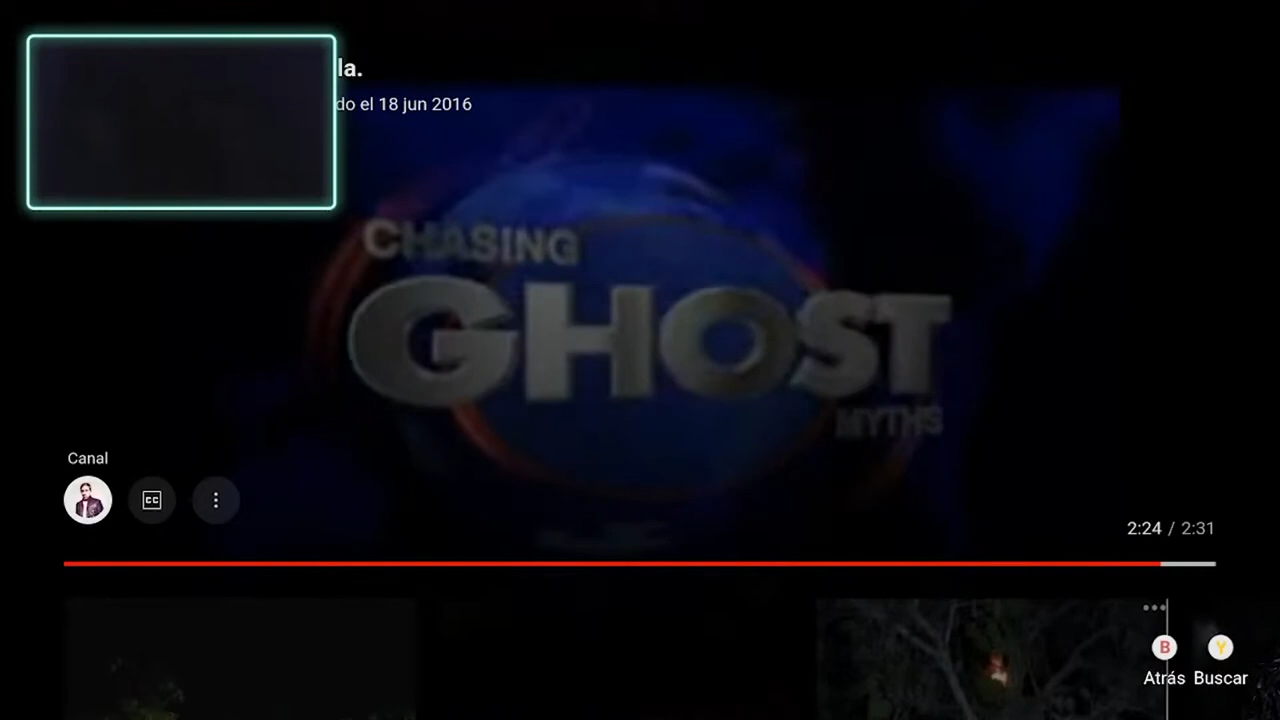 la.
do el 18 jun 2016
CHASING
GHOST
MYTHS
Canal
CC
2:24 / 2:31
B Y
Atrás Buscar